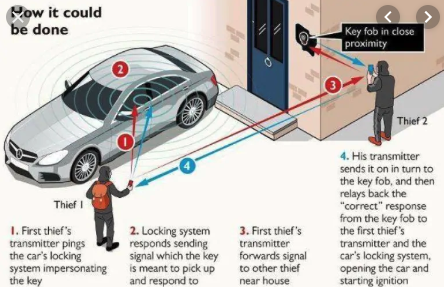 How it could
be done
Key fob in close
proximity
2
3
1
4
Thief 1
Thief 2
1. First thief's
transmitter pings
the car's locking
system impersonating
the key
2. Locking system
responds sending
signal which the key
is meant to pick up
and respond to
3. First thief's
transmitter
forwards signal
to other thief
near house
4. His transmitter
sends it on in turn to
the key fob, and then
relays back the
"correct" response
from the key fob to
the first thief's
transmitter and the
car's locking system,
opening the car and
starting ignition